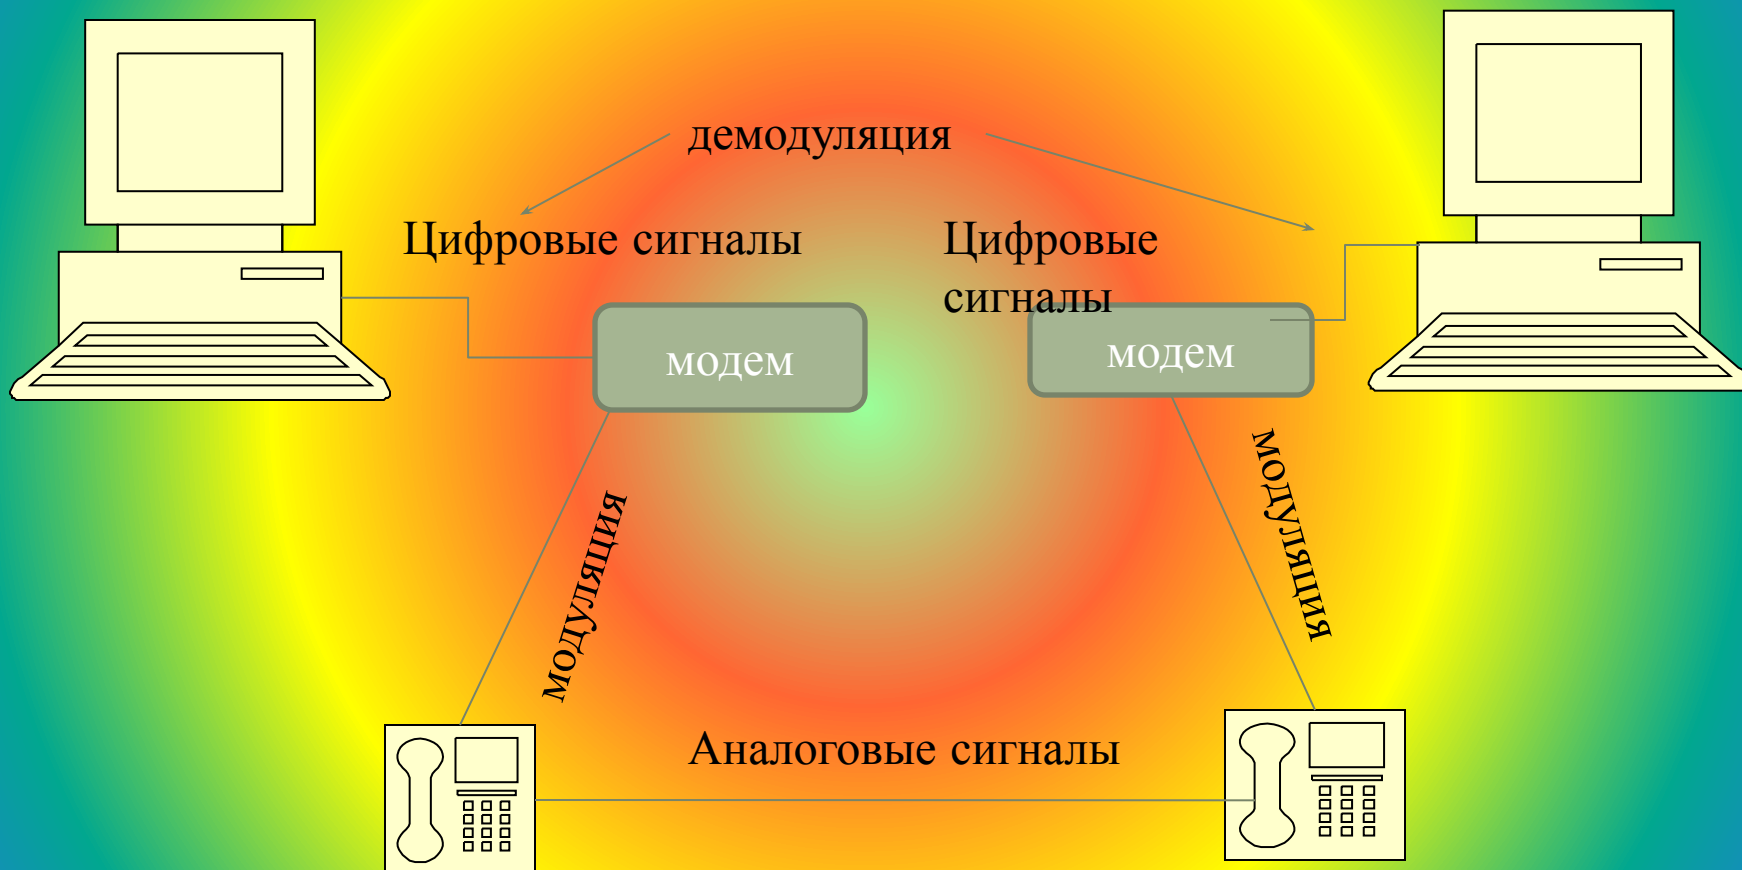 демодуляция
Цифровые сигналы
Цифровые
сигналы
модем
модем
модуляция
модуляция
Аналоговые сигналы